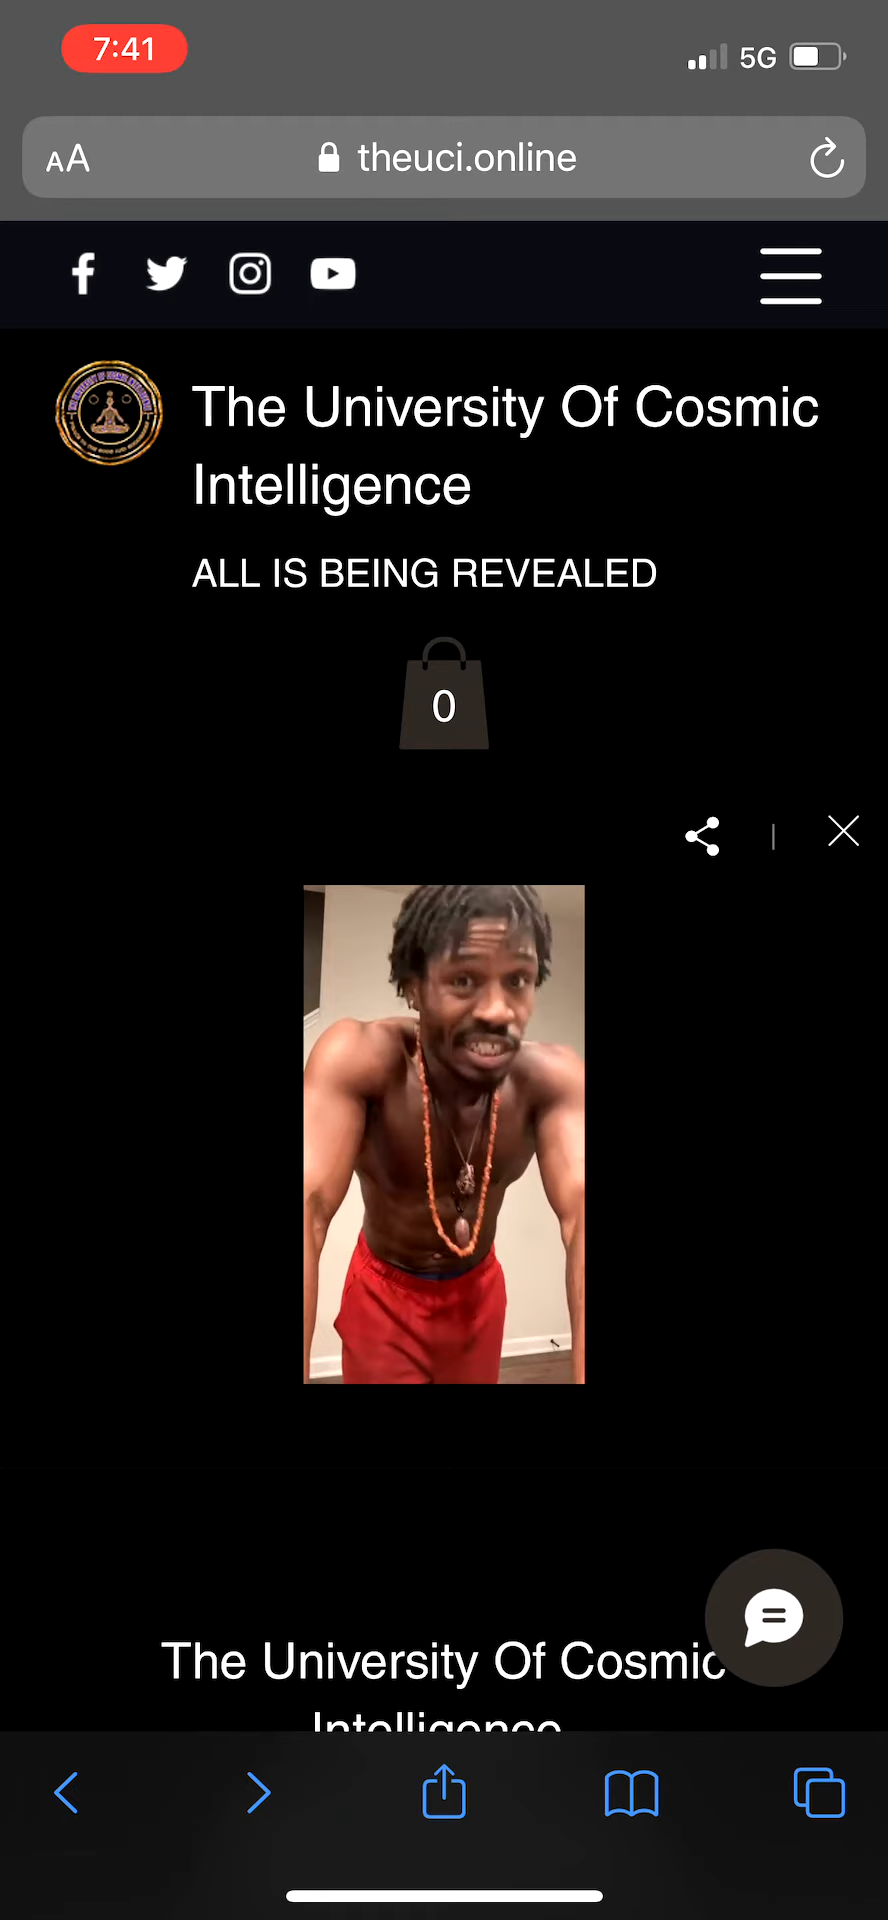 7:41
5G
AA
theuci.online
The University Of Cosmic
Intelligence
ALL IS BEING REVEALED
0
The University Of Cosmic
Intelligence